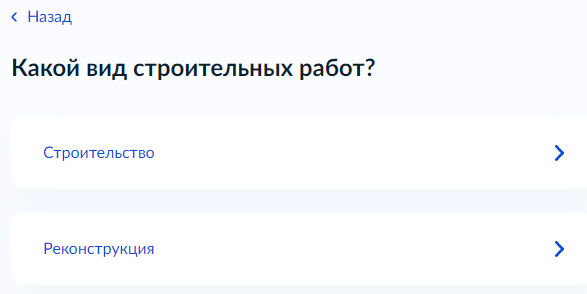 Назад
Какой вид строительных работ?
Строительство
Реконструкция